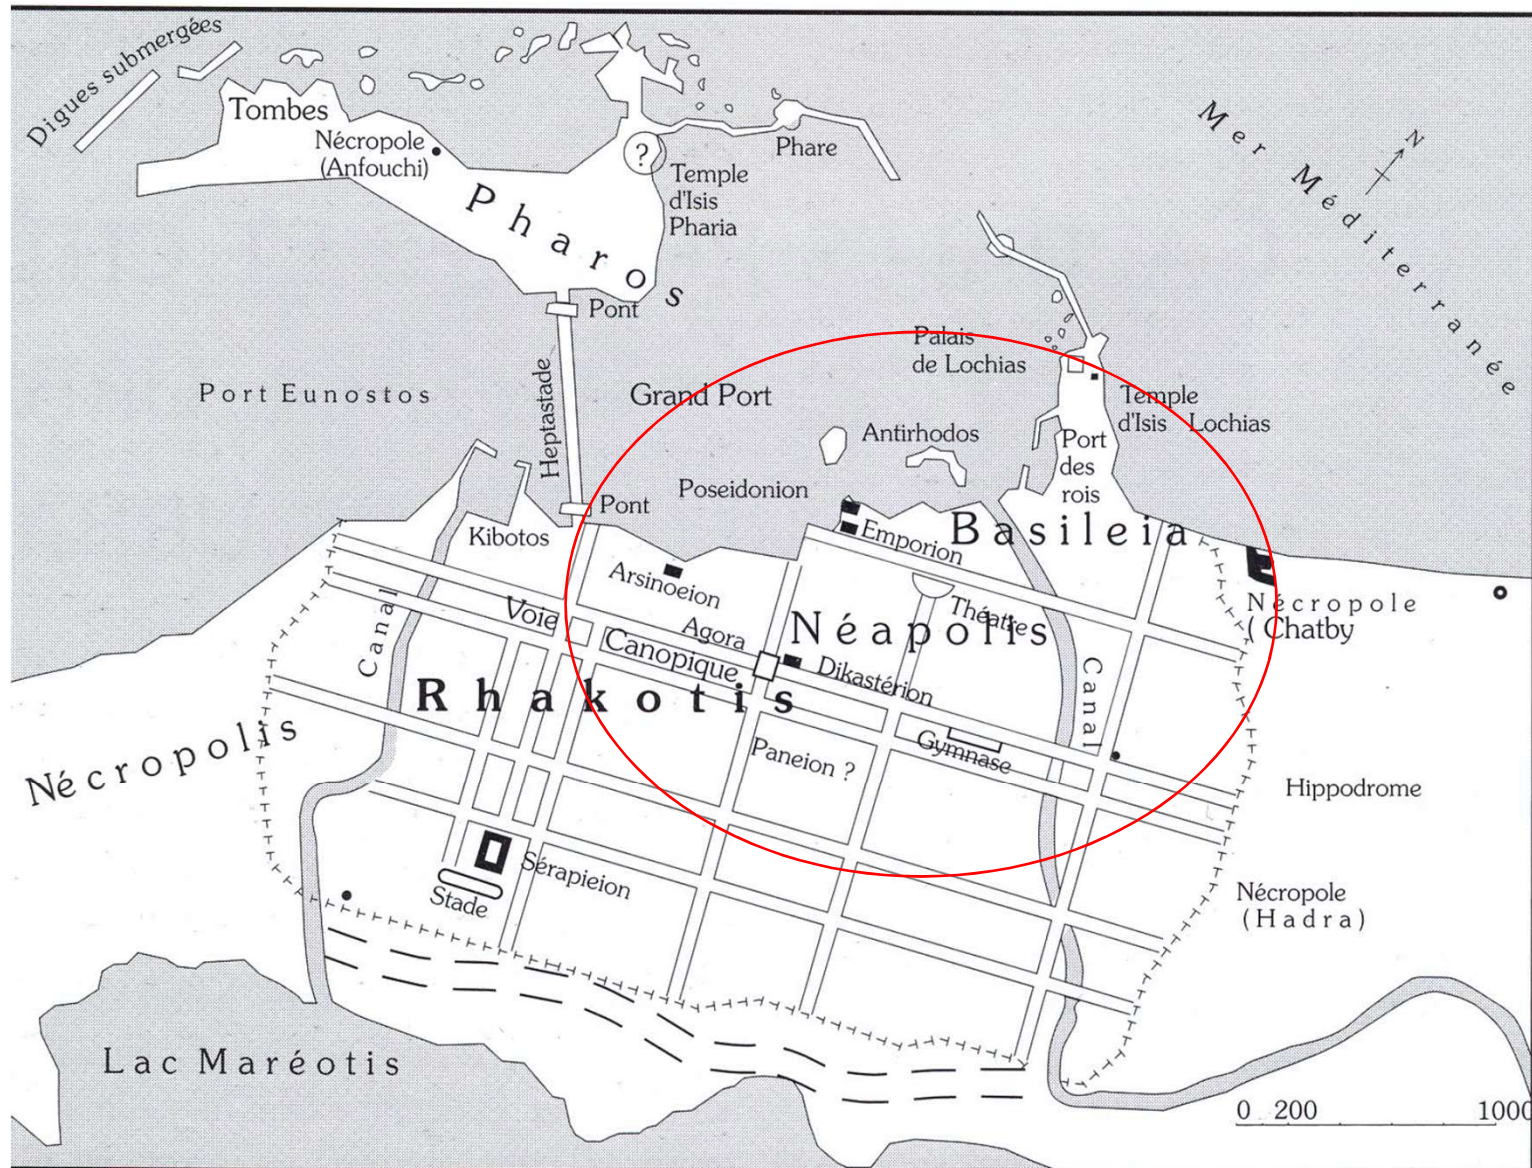 Digues submergées
Tombes
Nécropole
(Anfouchi)
?
Temple
d'Isis
Pharia
Phare
Mer Méditerranée
N
Pharos
Pont
Port Eunostos
Heptastade
Grand Port
Palais
de Lochias
Temple
d'Isis Lochias
Antirhodos
Port
des
rois
Poseidonion
Pont
Kibotos
Emporion
Basileia
Arsinoeion
Nécropole
( Chatby
Canal
Voie
Canopique
Agora
Néapolis
Théatre
Dikastérion
Canal
Rhakotis
Nécropolis
Paneion ?
Gymnase
Hippodrome
Sérapieion
Stade
Nécropole
(Hadra)
Lac Maréotis
0 200 1000